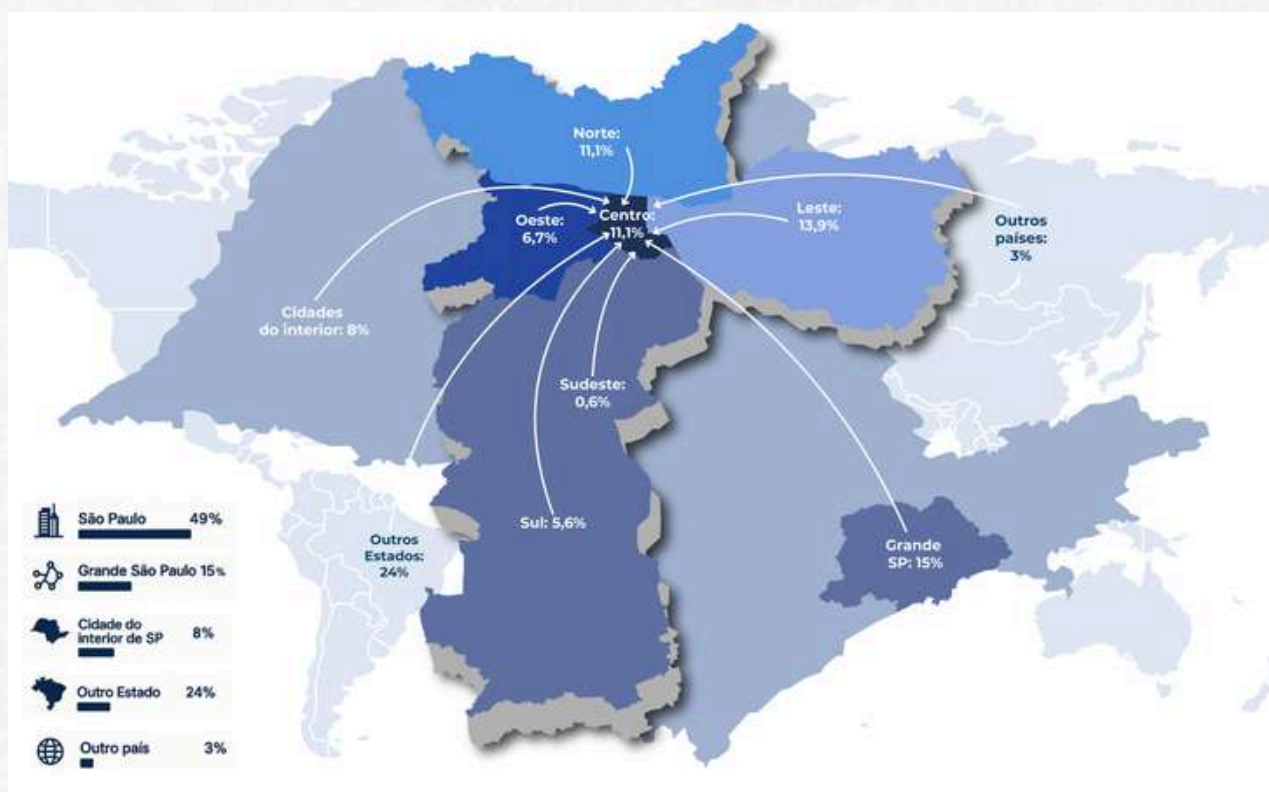 Norte:
11,1%
Oeste:
6,7%
Centro:
11,1%
Leste:
13,9%
Outros
países:
3%
Cidades
do interior: 8%
Sudeste:
0,6%
Sul: 5,6%
Outros
Estados:
24%
Grande
SP: 15%
São Paulo 49%
Grande São Paulo 15%
Cidade do
interior de SP 8%
Outro Estado 24%
Outro país 3%